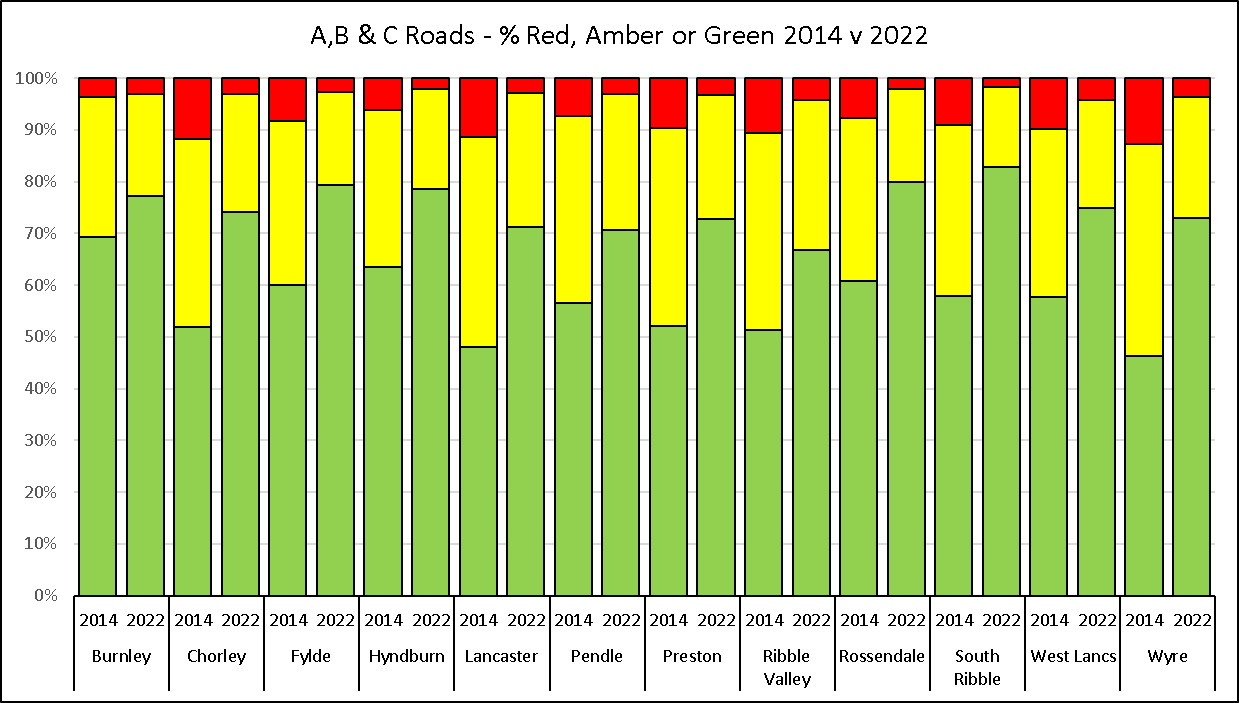 A,B & C Roads - % Red, Amber or Green 2014 v 2022
100%
90%
80%
70%
60%
50%
40%
30%
20%
10%
0%
2014 2022 2014 2022 2014 2022 2014 2022 2014 2022 2014 2022 2014 2022 2014 2022 2014 2022 2014 2022 2014 2022 2014 2022
Burnley Chorley Fylde Hyndburn Lancaster Pendle Preston Ribble Rossendale South West Lancs Wyre
Valley Ribble